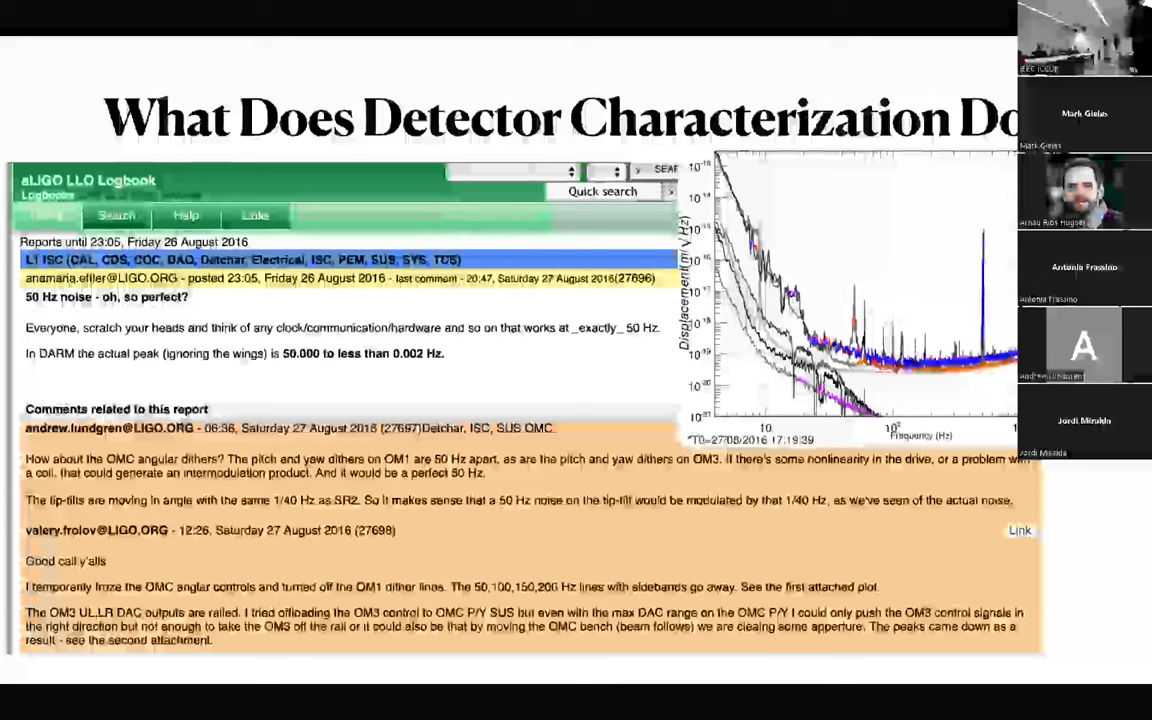 What Does Detector Characterization Do
aLIGO LLO Logbook
Logbooks
SEAR
Quick search
Search Help Links
Reports until 23:05, Friday 26 August 2016
L1 ISC (CAL, CDS, COC, DAQ, Detchar, Electrical, ISC, PEM, SUS, SYS, TCS)
anamaria.effler@LIGO.ORG - posted 23:05, Friday 26 August 2016 - last comment - 20:47, Saturday 27 August 2016(27696)
50 Hz noise - oh, so perfect?
Everyone, scratch your heads and think of any clock/communication/hardware and so on that works at _exactly_ 50 Hz.
In DARM the actual peak (ignoring the wings) is 50.000 to less than 0.002 Hz.
Displacement(m/√Hz)
10 10²
Frequency (Hz)
*T0=27/08/2016 17:19:39
Comments related to this report
andrew.lundgren@LIGO.ORG - 06:36, Saturday 27 August 2016 (27697)Detchar, ISC, SUS OMC
How about the OMC angular dithers? The pitch and yaw dithers on OM1 are 50 Hz apart, as are the pitch and yaw dithers on OM3. If there's some nonlinearity in the drive, or a problem with
a coil, that could generate an intermodulation product. And it would be a perfect 50 Hz.
The tip-tilts are moving in angle with the same 1/40 Hz as SR2. So it makes sense that a 50 Hz noise on the tip-tilt would be modulated by that 1/40 Hz, as we've seen of the actual noise.
valery.frolov@LIGO.ORG - 12:26, Saturday 27 August 2016 (27698)
Link
Good call y'alls
I temporarily froze the OMC anglar controls and turned off the OM1 dither lines. The 50,100,150,200 Hz lines with sidebands go away. See the first attached plot.
The OM3 UL,LR DAC outputs are railed. I tried offloading the OM3 control to OMC P/Y SUS but even with the max DAC range on the OMC P/Y I could only push the OM3 control signals in
the right direction but not enough to take the OM3 off the rail or it could also be that by moving the OMC bench (beam follows) we are clearing some apperture. The peaks came down as a
result - see the second attachment.
Mark Gieles
Mark Gieles
Antonia Frassino
Antonia Frassino
A
Jordi Miralda
Jordi Miralda